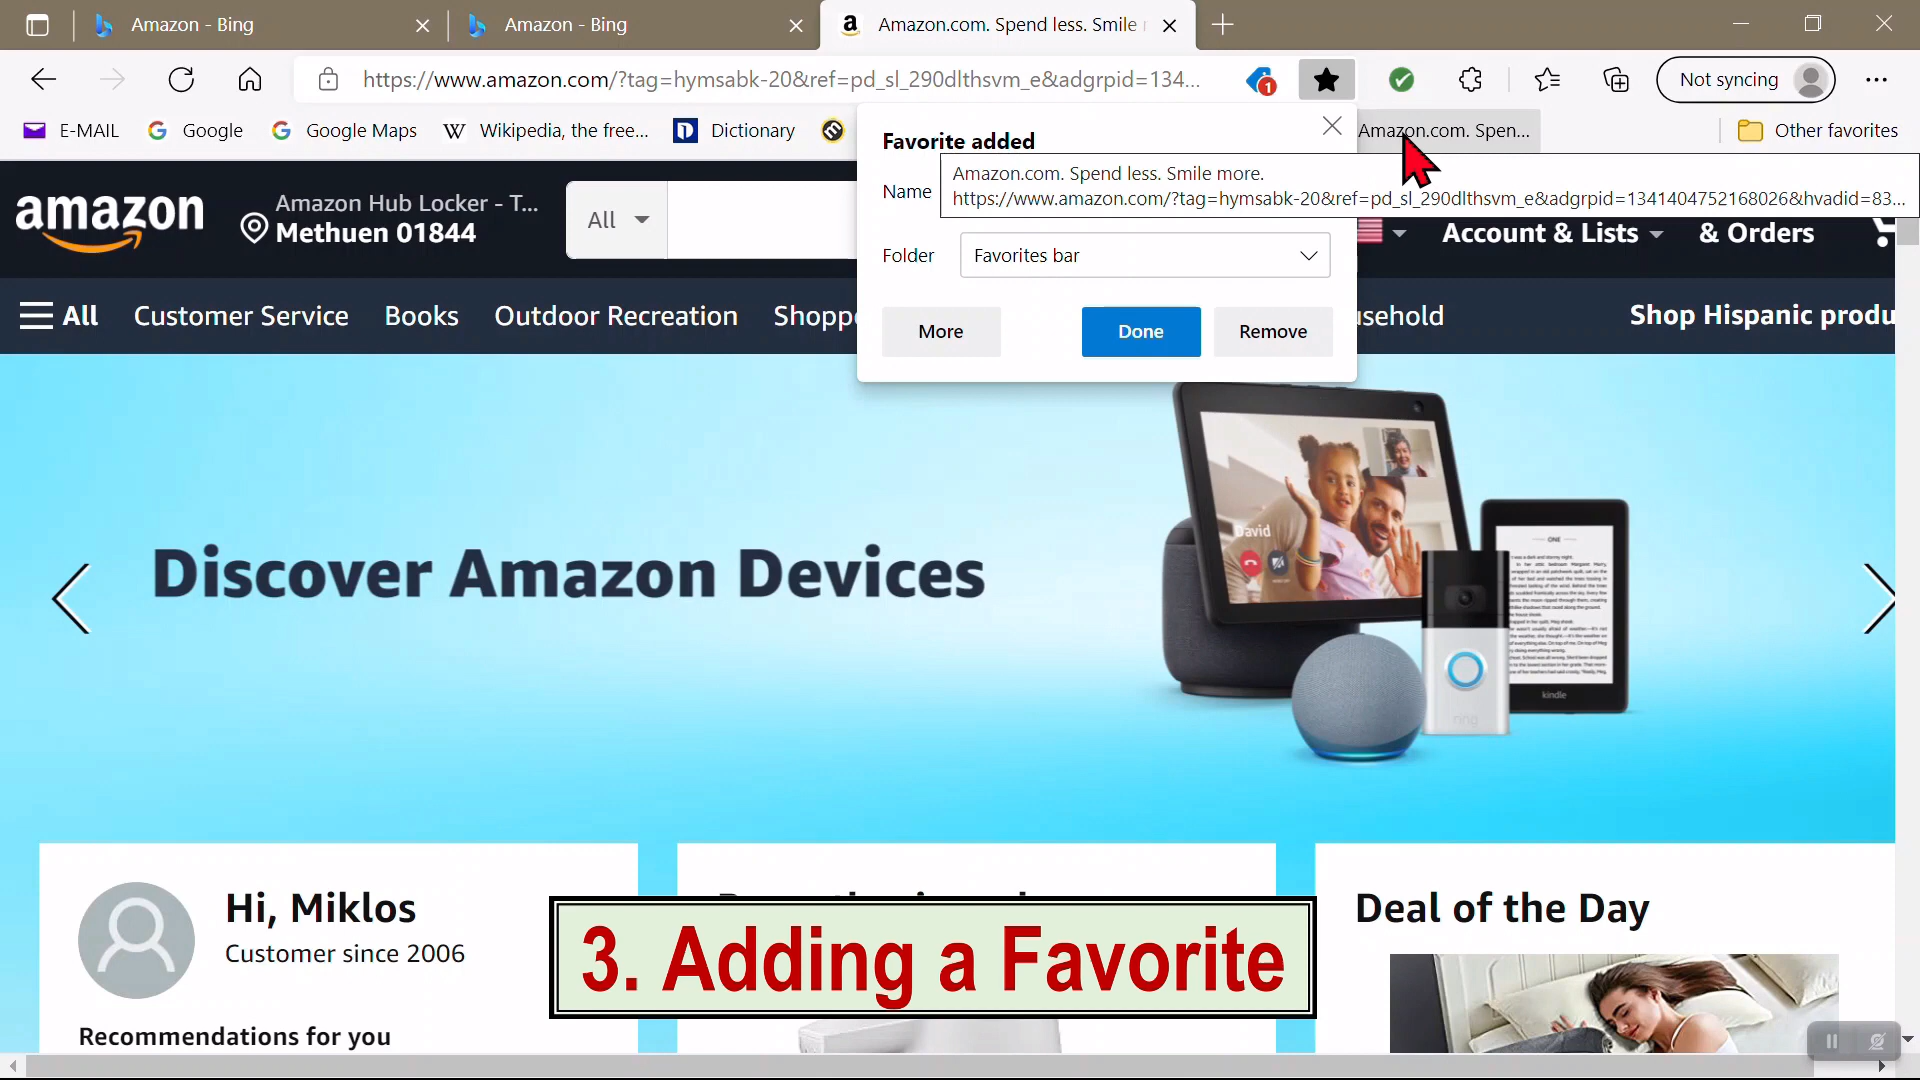 Amazon - Bing
Amazon - Bing
Amazon.com. Spend less. Smile
https://www.amazon.com/?tag=hymsabk-20&ref=pd_sl_290dlthsvm_e&adgrpid=134...
1
Not syncing
E-MAIL
Google
Google Maps
Wikipedia, the free...
Dictionary
Amazon.com. Spen...
Other favorites
Favorite added
Amazon.com. Spend less. Smile more.
https://www.amazon.com/?tag=hymsabk-20&ref=pd_sl_290dlthsvm_e&adgrpid=1341404752168026&hvadid=83...
Name
Folder
Favorites bar
More
Done
Remove
amazon
Amazon Hub Locker - T...
Methuen 01844
All
Account & Lists
& Orders
All
Customer Service
Books
Outdoor Recreation
Shopp
usehold
Shop Hispanic produ
Discover Amazon Devices
David
ONE
kindle
ring
Hi, Miklos
Customer since 2006
Recommendations for you
Deal of the Day
3. Adding a Favorite